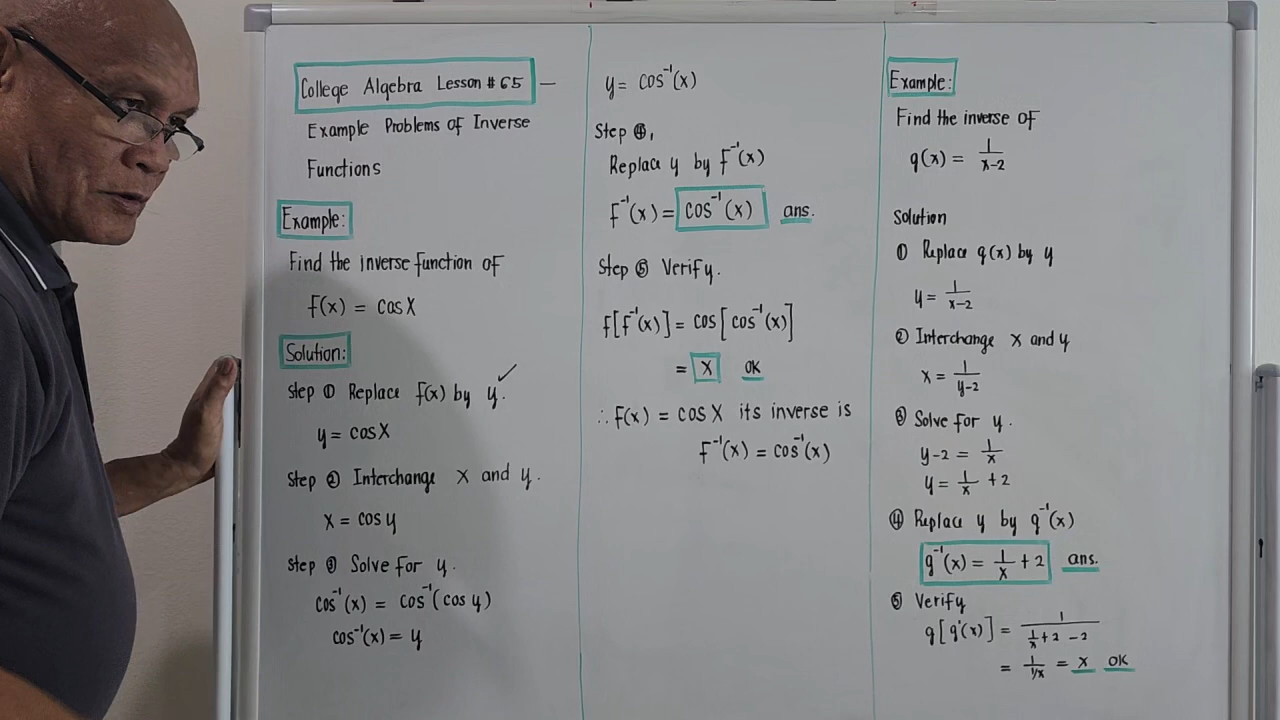 College Algebra Lesson #65 —
Example Problems of Inverse
Functions
Example:
Find the inverse function of
f(x) = cosX
Solution:
Step ① Replace f(x) by y. ✓
y = cosX
Step ② Interchange X and y.
X = cosy
Step ③ Solve for y.
cos⁻¹(x) = cos⁻¹(cosy)
cos⁻¹(x) = y
y = cos⁻¹(x)
Step ④,
Replace y by f⁻¹(x)
f⁻¹(x) = cos⁻¹(x) ans.
Step ⑤ Verify.
f[f⁻¹(x)] = cos[cos⁻¹(x)]
= X OK
∴ f(x) = cosX its inverse is
f⁻¹(x) = cos⁻¹(x)
Example:
Find the inverse of
g(x) = 1/(x-2)
Solution
① Replace g(x) by y
y = 1/(x-2)
② Interchange x and y
x = 1/(y-2)
③ Solve for y.
y-2 = 1/x
y = 1/x + 2
④ Replace y by g⁻¹(x)
g⁻¹(x) = 1/x + 2 ans.
⑤ Verify
g[g⁻¹(x)] = 1/(1/x + 2 - 2)
= 1/(1/x) = x OK